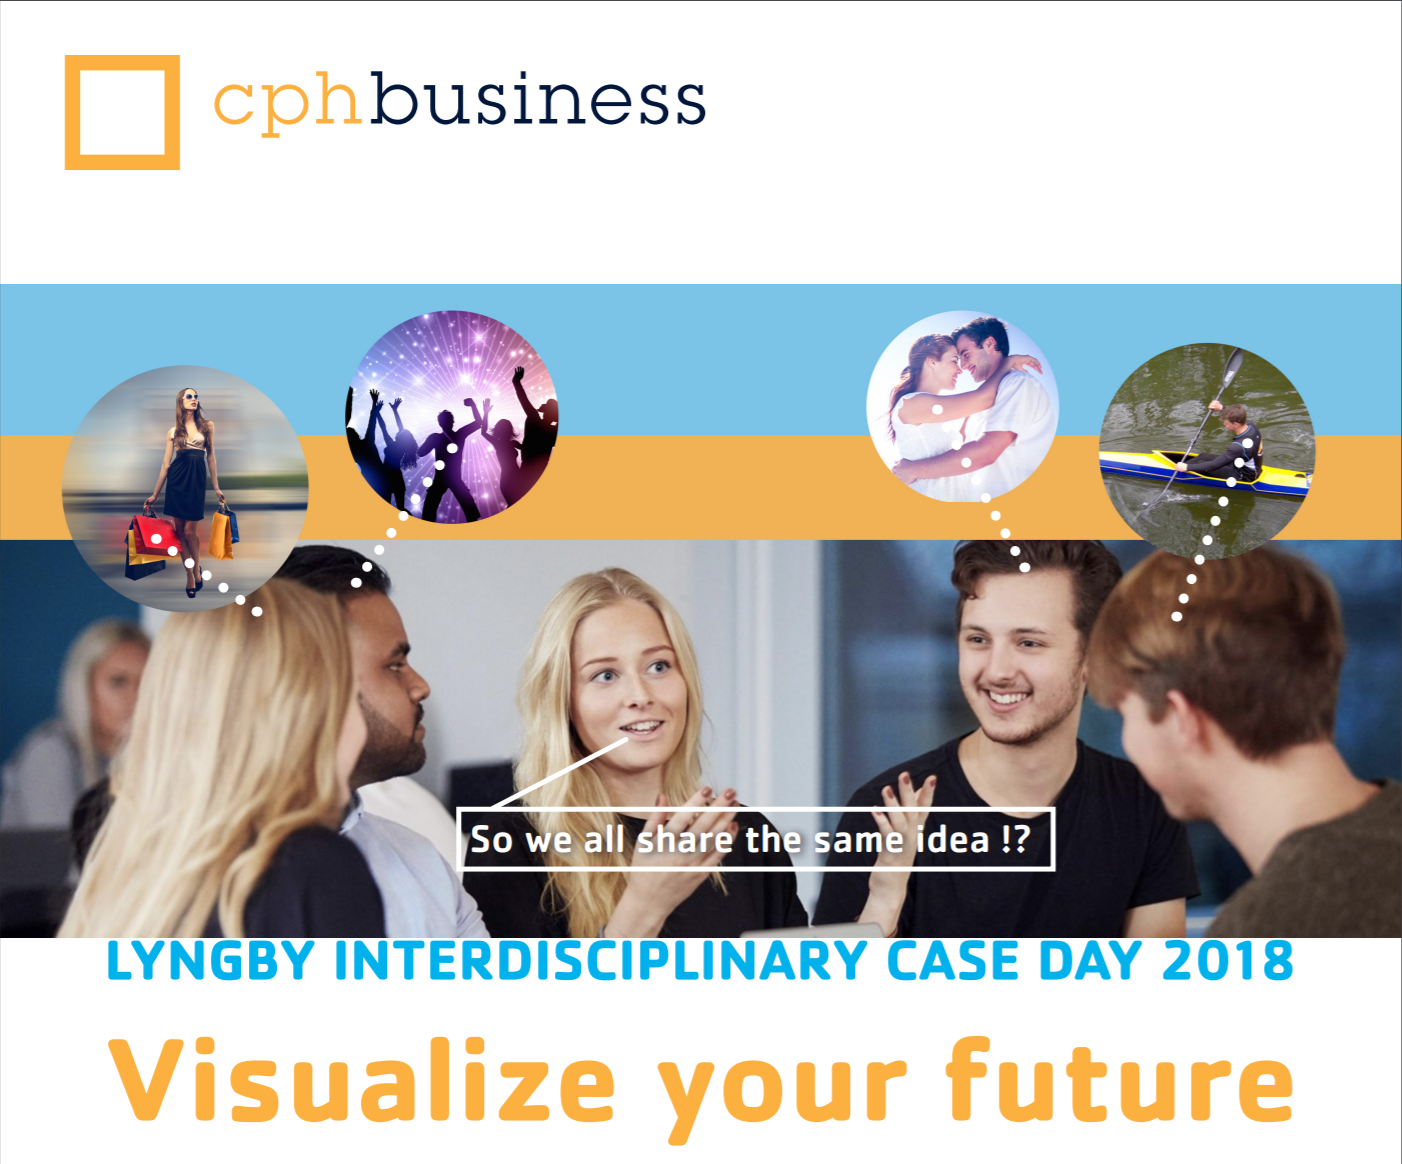 cphbusiness
So we all share the same idea !?
LYNGBY INTERDISCIPLINARY CASE DAY 2018
Visualize your future